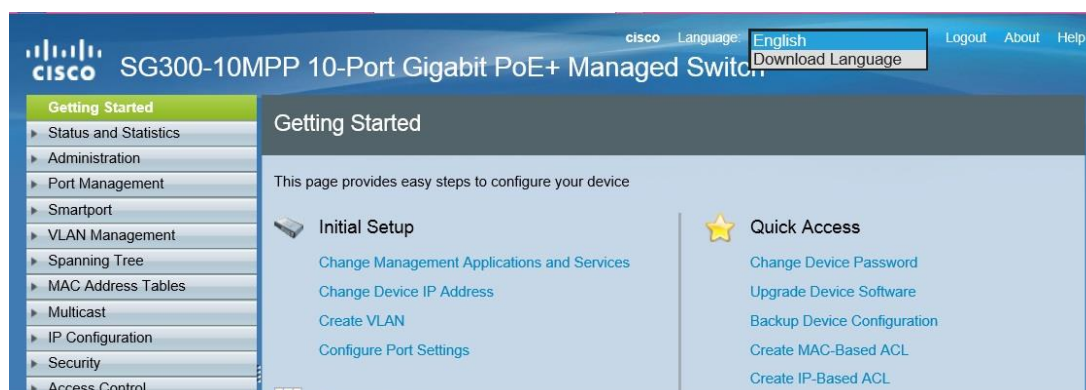 cisco Language: English Logout About Help
Download Language
CISCO SG300-10MPP 10-Port Gigabit PoE+ Managed Switch
Getting Started
Status and Statistics
Administration
Port Management
Smartport
VLAN Management
Spanning Tree
MAC Address Tables
Multicast
IP Configuration
Security
Access Control
Getting Started
This page provides easy steps to configure your device
Initial Setup
Change Management Applications and Services
Change Device IP Address
Create VLAN
Configure Port Settings
Quick Access
Change Device Password
Upgrade Device Software
Backup Device Configuration
Create MAC-Based ACL
Create IP-Based ACL